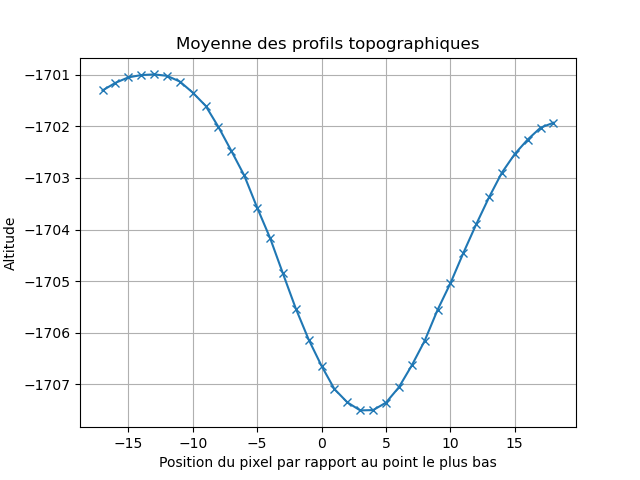 Moyenne des profils topographiques
Altitude
−1701
−1702
−1703
−1704
−1705
−1706
−1707
−15 −10 −5 0 5 10 15
Position du pixel par rapport au point le plus bas